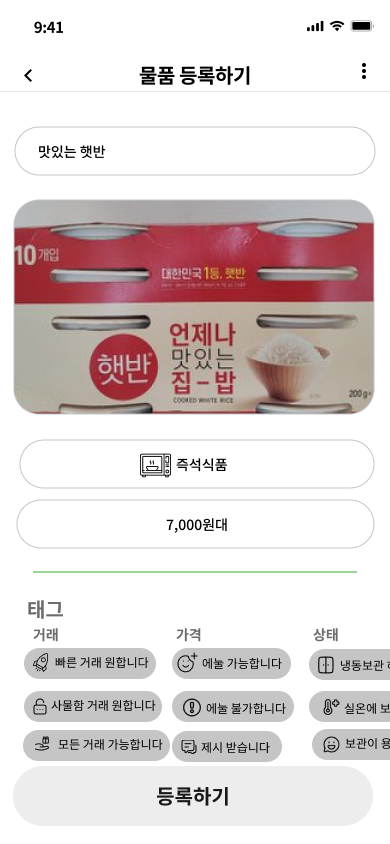 9:41
물품 등록하기
맛있는 햇반
10개입
대한민국 1등, 햇반
언제나
햇반
맛있는
집-밥
COOKED WHITE RICE
200 g
즉석식품
7,000원대
태그
거래
가격
상태
빠른 거래 원합니다
에눌 가능합니다
냉동보관
사물함 거래 원합니다
에눌 불가합니다
실온에
모든 거래 가능합니다
제시 받습니다
보관이
등록하기